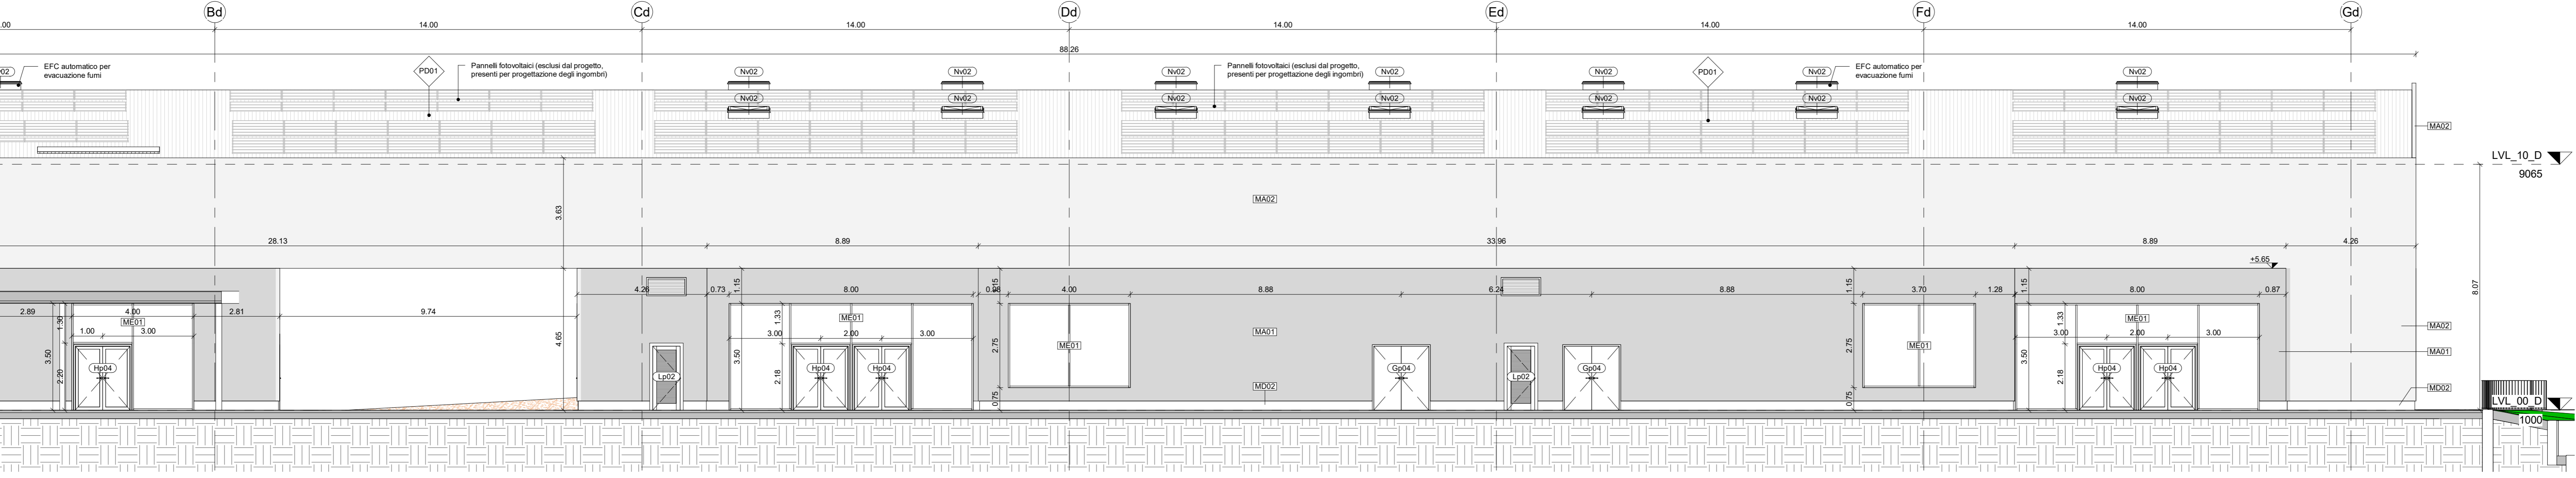 Bd
Cd
Dd
Ed
Fd
Gd
.00
14.00
14.00
14.00
14.00
14.00
88.26
EFC automatico per
evacuazione fumi
PD01
Pannelli fotovoltaici (esclusi dal progetto,
presenti per progettazione degli ingombri)
Nv02
Nv02
Nv02
Pannelli fotovoltaici (esclusi dal progetto,
presenti per progettazione degli ingombri)
Nv02
Nv02
PD01
Nv02
EFC automatico per
evacuazione fumi
Nv02
Nv02
Nv02
Nv02
Nv02
Nv02
Nv02
Nv02
MA02
LVL_10_D
9065
3.63
MA02
28.13
8.89
33.96
8.89
4.26
+5.65
1.15
1.15
1.15
1.15
4.26
0.73
8.00
4.00
8.88
6.24
8.88
3.70
1.28
8.00
0.87
8.07
2.89
4.00
2.81
9.74
1.30
ME01
1.33
ME01
1.33
ME01
MA02
1.00
3.00
3.00
2.00
3.00
MA01
3.00
2.00
3.00
4.65
3.50
2.20
3.50
2.18
2.75
ME01
2.75
ME01
3.50
2.18
MA01
Hp04
Lp02
Hp04
Hp04
Gp04
Lp02
Gp04
Hp04
Hp04
MD02
MD02
0.75
0.75
LVL_00_D
1000